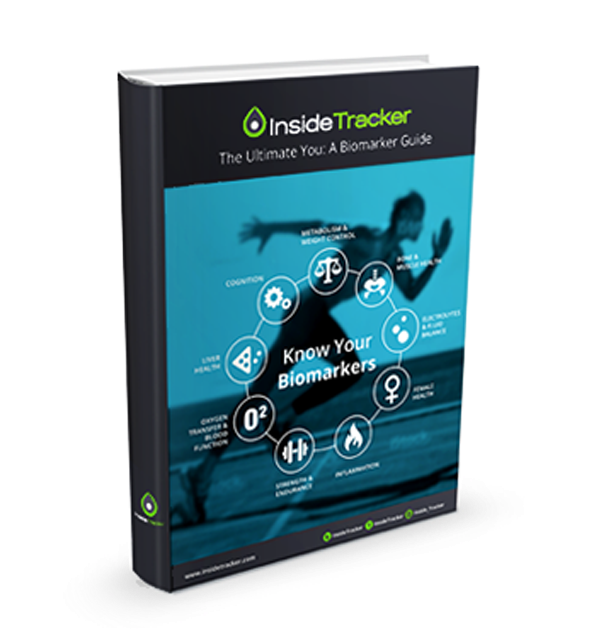 InsideTracker
The Ultimate You: A Biomarker Guide
METABOLISM &
WEIGHT CONTROL
BONE &
MUSCLE HEALTH
COGNITION
ELECTROLYTES
& FLUID
BALANCE
Know Your
Biomarkers
LIVER
HEALTH
FEMALE
HEALTH
O²
OXYGEN
TRANSFER &
BLOOD
FUNCTION
INFLAMMATION
STRENGTH &
ENDURANCE
InsideTracker
InsideTracker InsideTracker Inside_Tracker
www.insidetracker.com